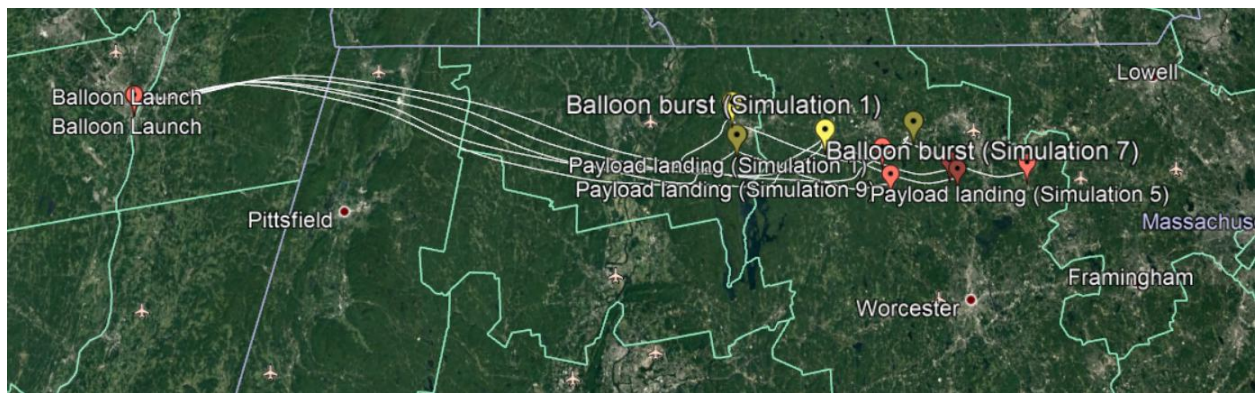 Lowell
Balloon Launch
Balloon Launch
Balloon burst (Simulation 1)
Balloon burst (Simulation 7)
Payload landing (Simulation 1)
Payload landing (Simulation 9)
Payload landing (Simulation 5)
Pittsfield
Massachus
Framingham
Worcester